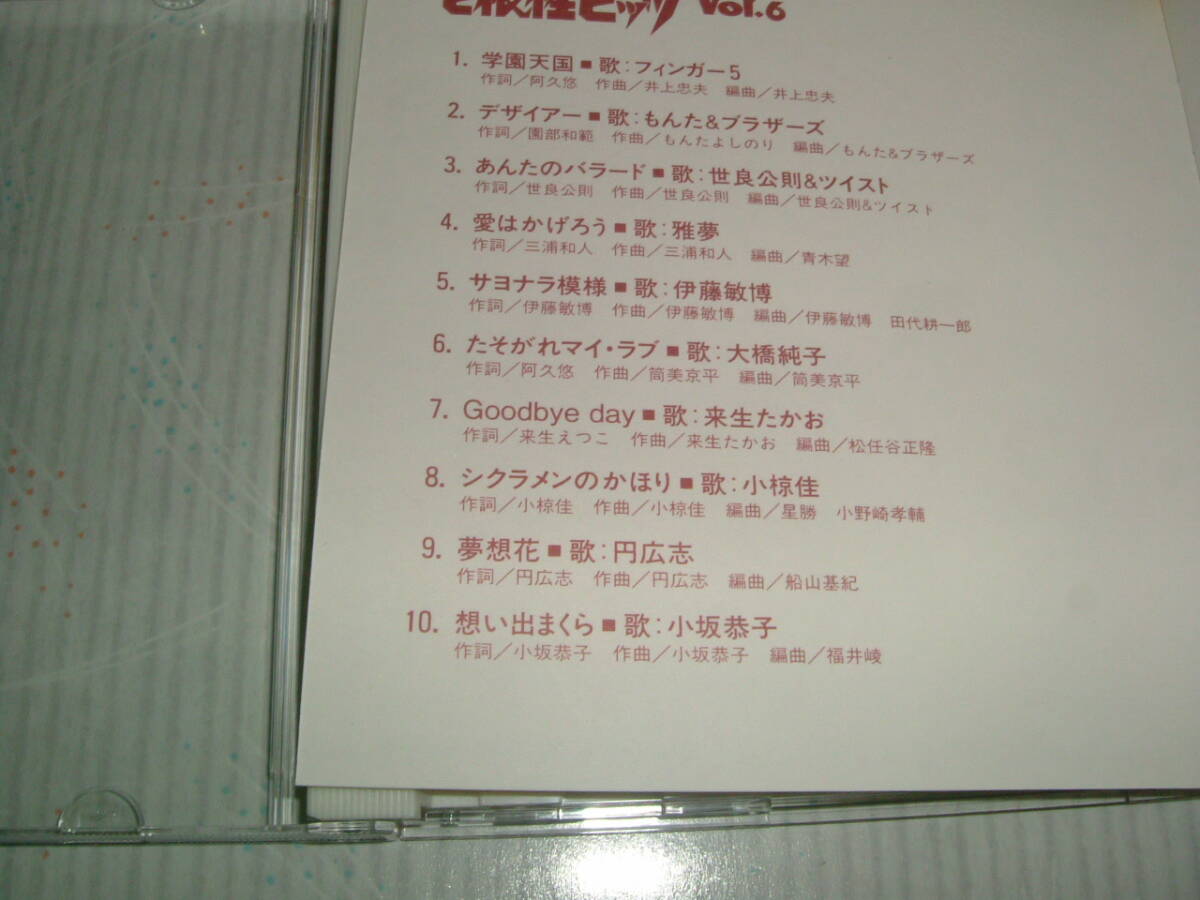 ど根性ヒッツ Vol.6
1. 学園天国■歌:フィンガー5
作詞/阿久悠 作曲/井上忠夫 編曲/井上忠夫
2. デザイアー■歌:もんた&ブラザーズ
作詞/園部和範 作曲/もんたよしのり 編曲/もんた&ブラザーズ
3. あんたのバラード■歌:世良公則&ツイスト
作詞/世良公則 作曲/世良公則 編曲/世良公則&ツイスト
4. 愛はかげろう■歌:雅夢
作詞/三浦和人 作曲/三浦和人 編曲/青木望
5. サヨナラ模様■歌:伊藤敏博
作詞/伊藤敏博 作曲/伊藤敏博 編曲/伊藤敏博 田代耕一郎
6. たそがれマイ・ラブ■歌:大橋純子
作詞/阿久悠 作曲/筒美京平 編曲/筒美京平
7. Goodbye day■歌:来生たかお
作詞/来生えつこ 作曲/来生たかお 編曲/松任谷正隆
8. シクラメンのかほり■歌:小椋佳
作詞/小椋佳 作曲/小椋佳 編曲/星勝 小野崎孝輔
9. 夢想花■歌:円広志
作詞/円広志 作曲/円広志 編曲/船山基紀
10. 想い出まくら■歌:小坂恭子
作詞/小坂恭子 作曲/小坂恭子 編曲/福井崚